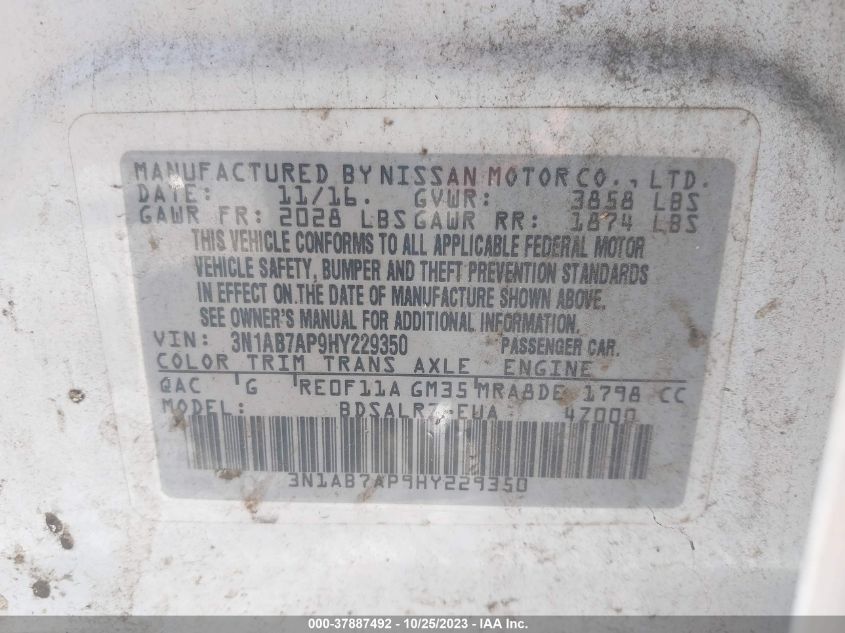 MANUFACTURED BY NISSAN MOTOR CO., LTD.
DATE: 11/16. GVWR: 3858 LBS
GAWR FR: 2028 LBS GAWR RR: 1874 LBS
THIS VEHICLE CONFORMS TO ALL APPLICABLE FEDERAL MOTOR
VEHICLE SAFETY, BUMPER AND THEFT PREVENTION STANDARDS
IN EFFECT ON THE DATE OF MANUFACTURE SHOWN ABOVE.
SEE OWNER'S MANUAL FOR ADDITIONAL INFORMATION.
VIN: 3N1AB7AP9HY229350 PASSENGER CAR.
COLOR TRIM TRANS AXLE ENGINE
QAC G RE0F11A GM35 MRA8DE 1798 CC
MODEL: 47000
3N1AB7AP9HY229350
000-37887492 - 10/25/2023 - IAA Inc.